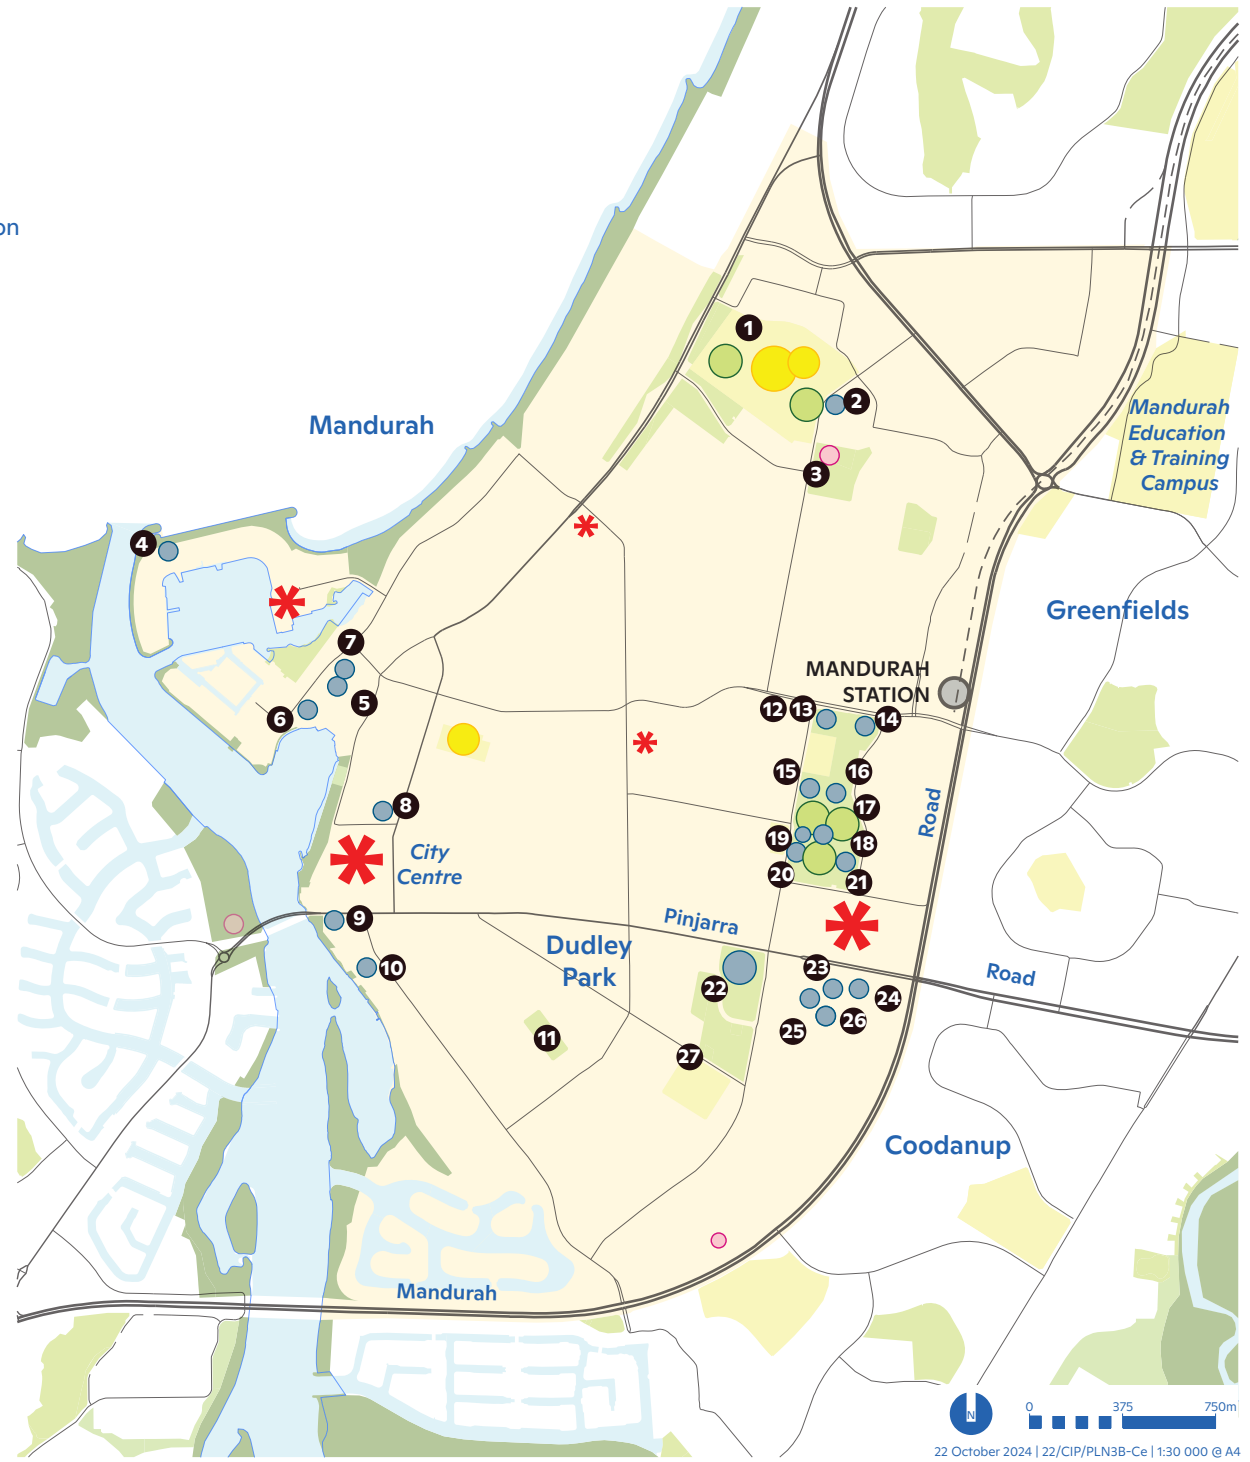 on
1
2
3
Mandurah
Mandurah
Education
& Training
Campus
4
Greenfields
7
5
6
MANDURAH
STATION
12
13
14
15
16
17
8
City
Centre
Road
19
18
20
21
9
Pinjarra
Dudley
Park
10
23
Road
22
24
25
26
11
27
Coodanup
Mandurah
N
0
375
750m
22 October 2024 | 22/CIP/PLN3B-Ce | 1:30 000 @ A4